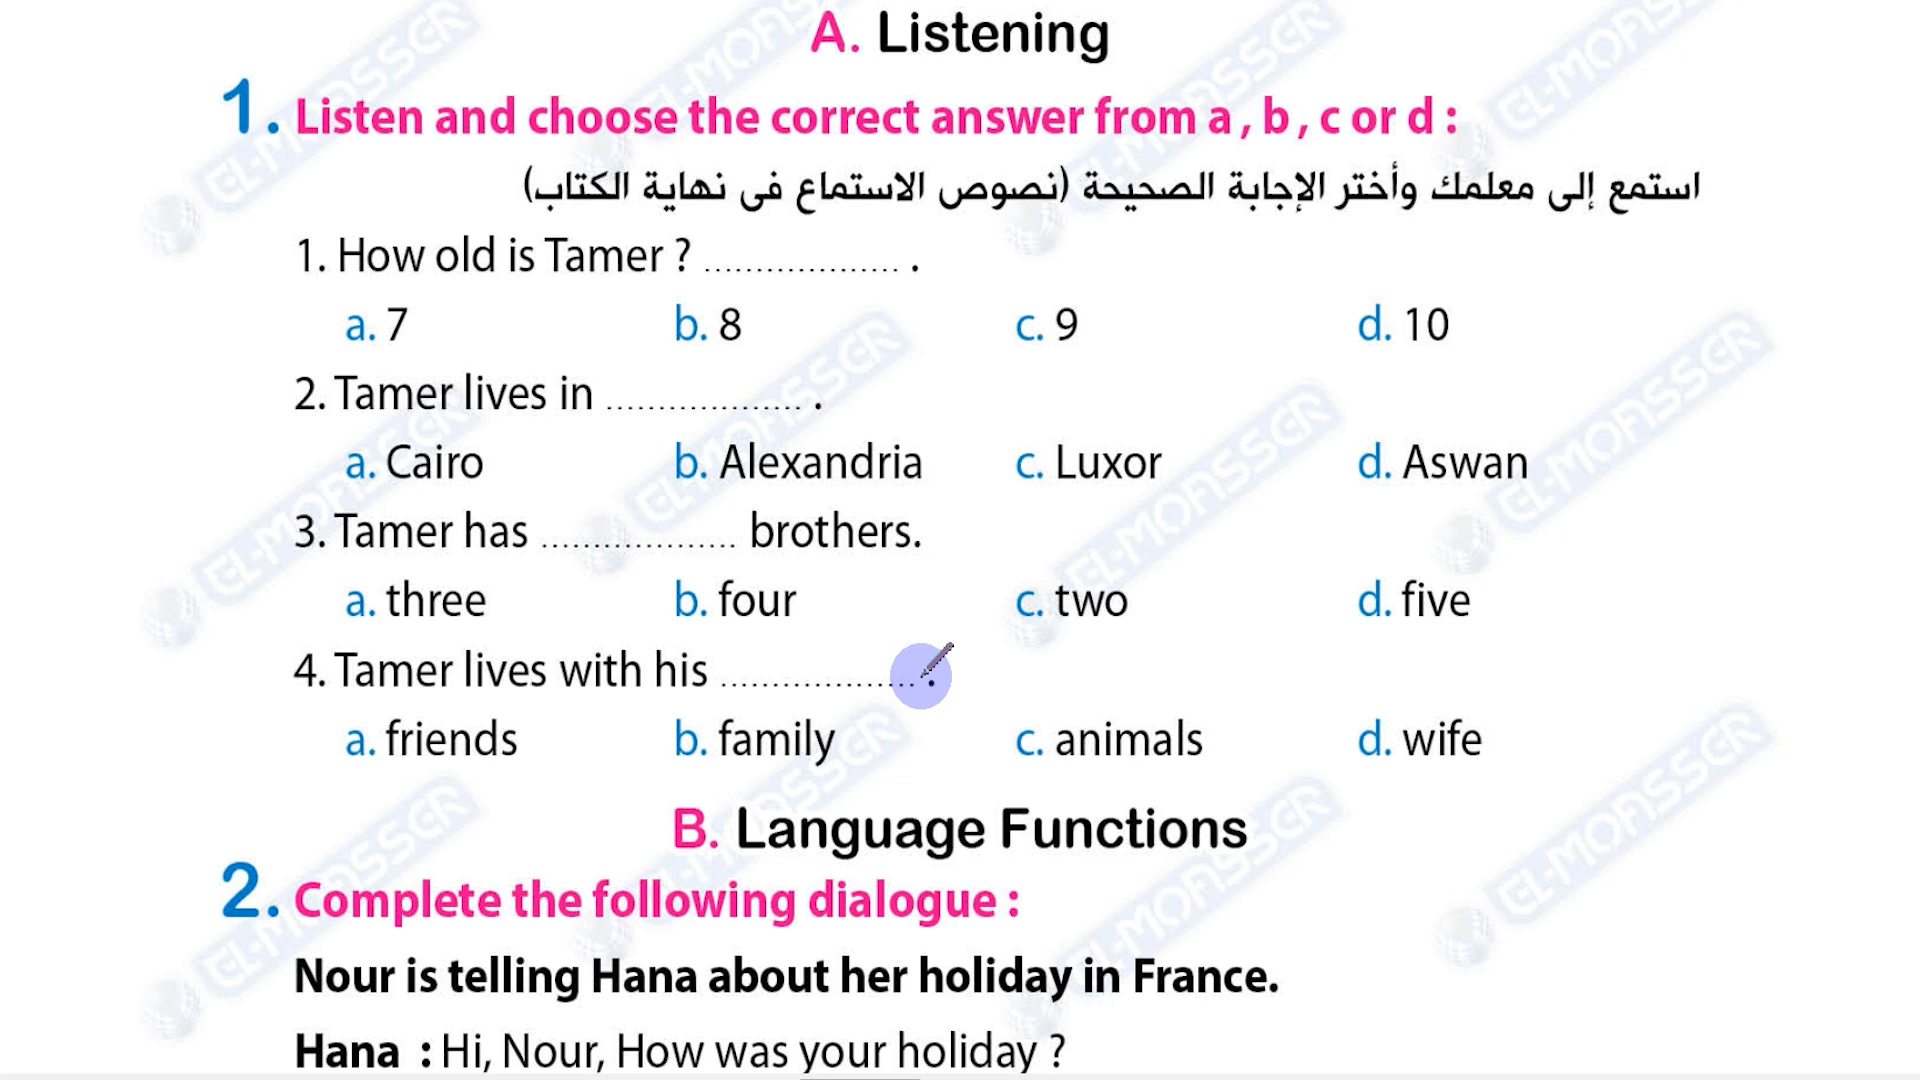 A. Listening
1. Listen and choose the correct answer from a , b , c or d :
استمع إلى معلمك وأختر الإجابة الصحيحة (نصوص الاستماع فى نهاية الكتاب)
1. How old is Tamer ? ................... .
a. 7 b. 8 c. 9 d. 10
2. Tamer lives in ................... .
a. Cairo b. Alexandria c. Luxor d. Aswan
3. Tamer has ................... brothers.
a. three b. four c. two d. five
4. Tamer lives with his ................... .
a. friends b. family c. animals d. wife
B. Language Functions
2. Complete the following dialogue :
Nour is telling Hana about her holiday in France.
Hana : Hi, Nour, How was your holiday ?
EL-MOASSER